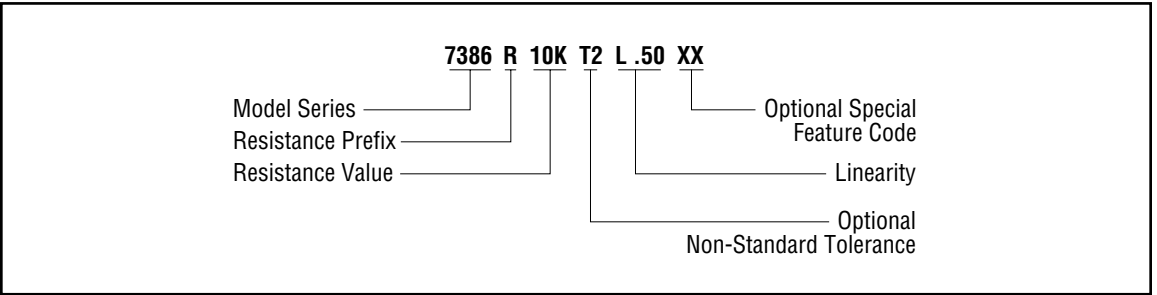 7386 R 10K T2 L .50 XX
Model Series
Resistance Prefix
Resistance Value
Optional Special
Feature Code
Linearity
Optional
Non-Standard Tolerance